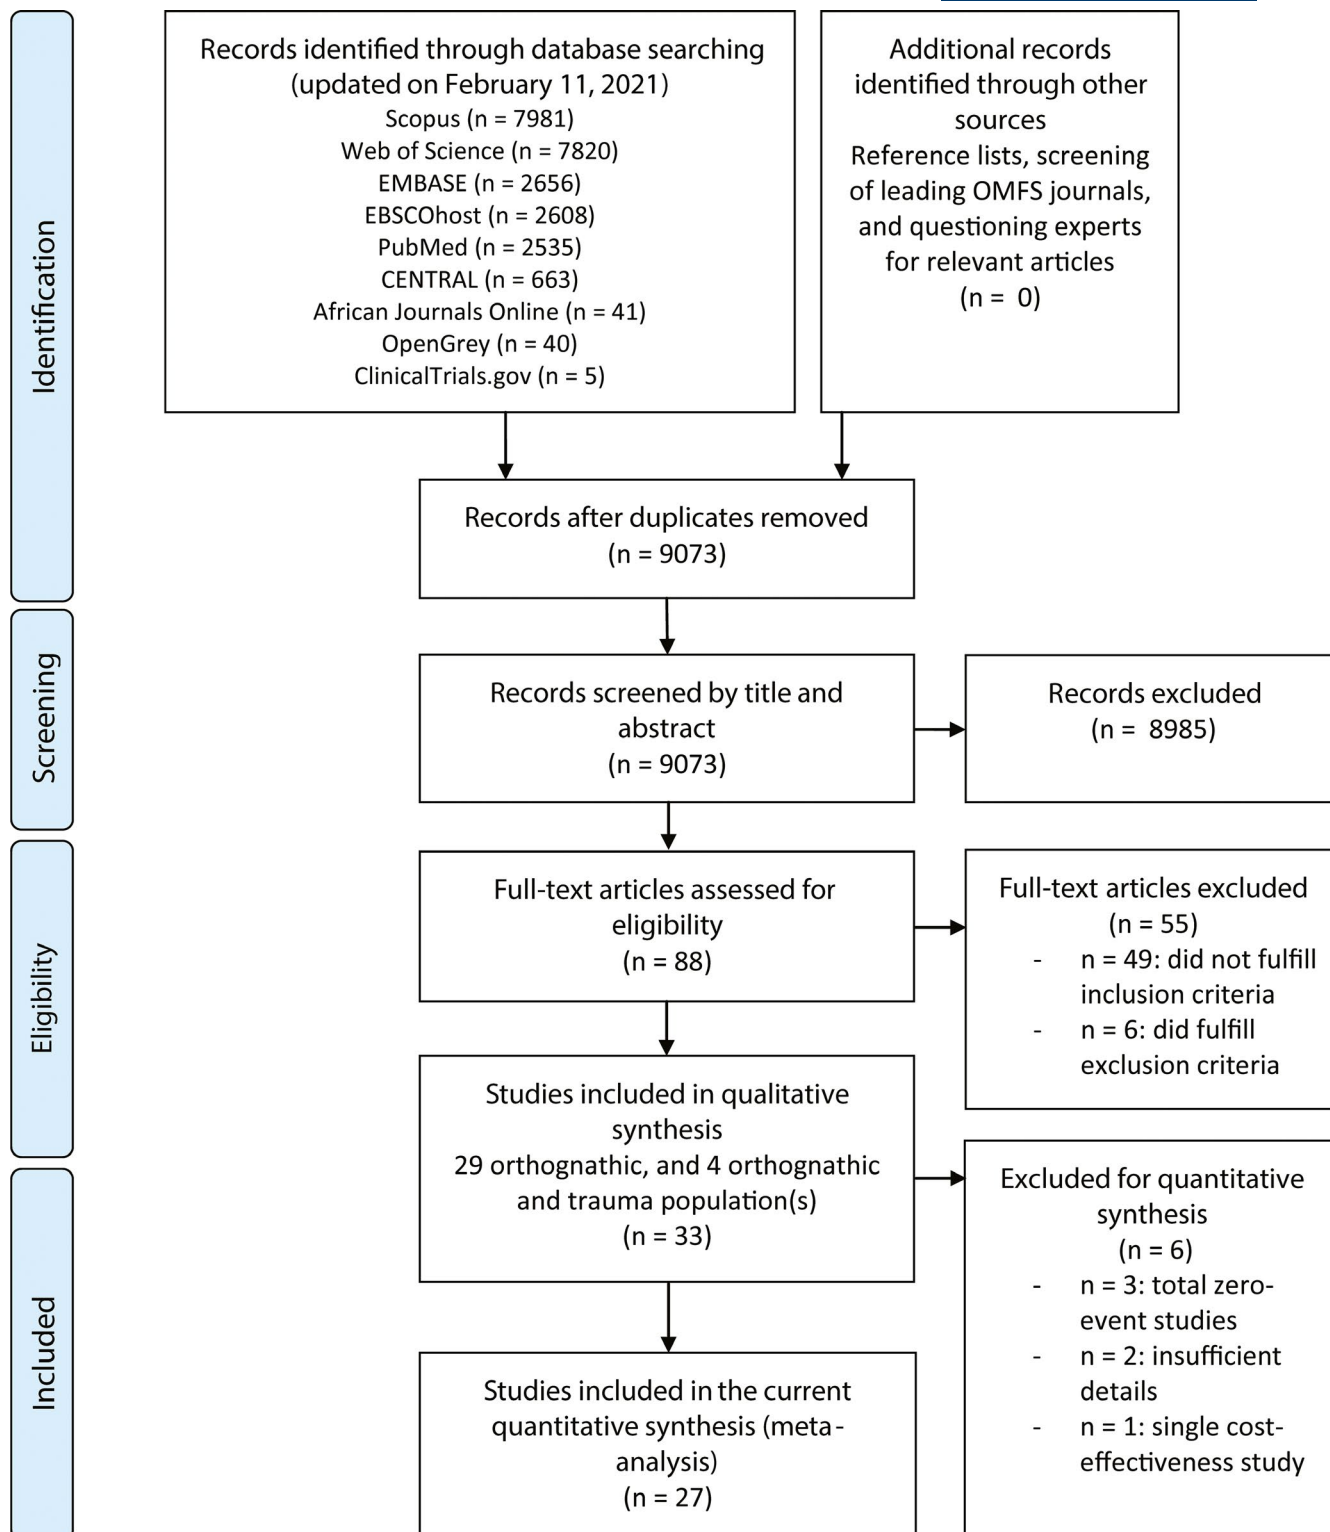 Identification
Records identified through database searching
(updated on February 11, 2021)
Scopus (n = 7981)
Web of Science (n = 7820)
EMBASE (n = 2656)
EBSCOhost (n = 2608)
PubMed (n = 2535)
CENTRAL (n = 663)
African Journals Online (n = 41)
OpenGrey (n = 40)
ClinicalTrials.gov (n = 5)
Additional records
identified through other
sources
Reference lists, screening
of leading OMFS journals,
and questioning experts
for relevant articles
(n =  0)
Records after duplicates removed
(n = 9073)
Screening
Records screened by title and
abstract
(n = 9073)
Records excluded
(n =  8985)
Eligibility
Full-text articles assessed for
eligibility
(n = 88)
Full-text articles excluded
(n = 55)
- n = 49: did not fulfill
inclusion criteria
- n = 6: did fulfill
exclusion criteria
Studies included in qualitative
synthesis
29 orthognathic, and 4 orthognathic
and trauma population(s)
(n = 33)
Included
Excluded for quantitative
synthesis
(n = 6)
- n = 3: total zero-
event studies
- n = 2: insufficient
details
- n = 1: single cost-
effectiveness study
Studies included in the current
quantitative synthesis (meta-
analysis)
(n = 27)